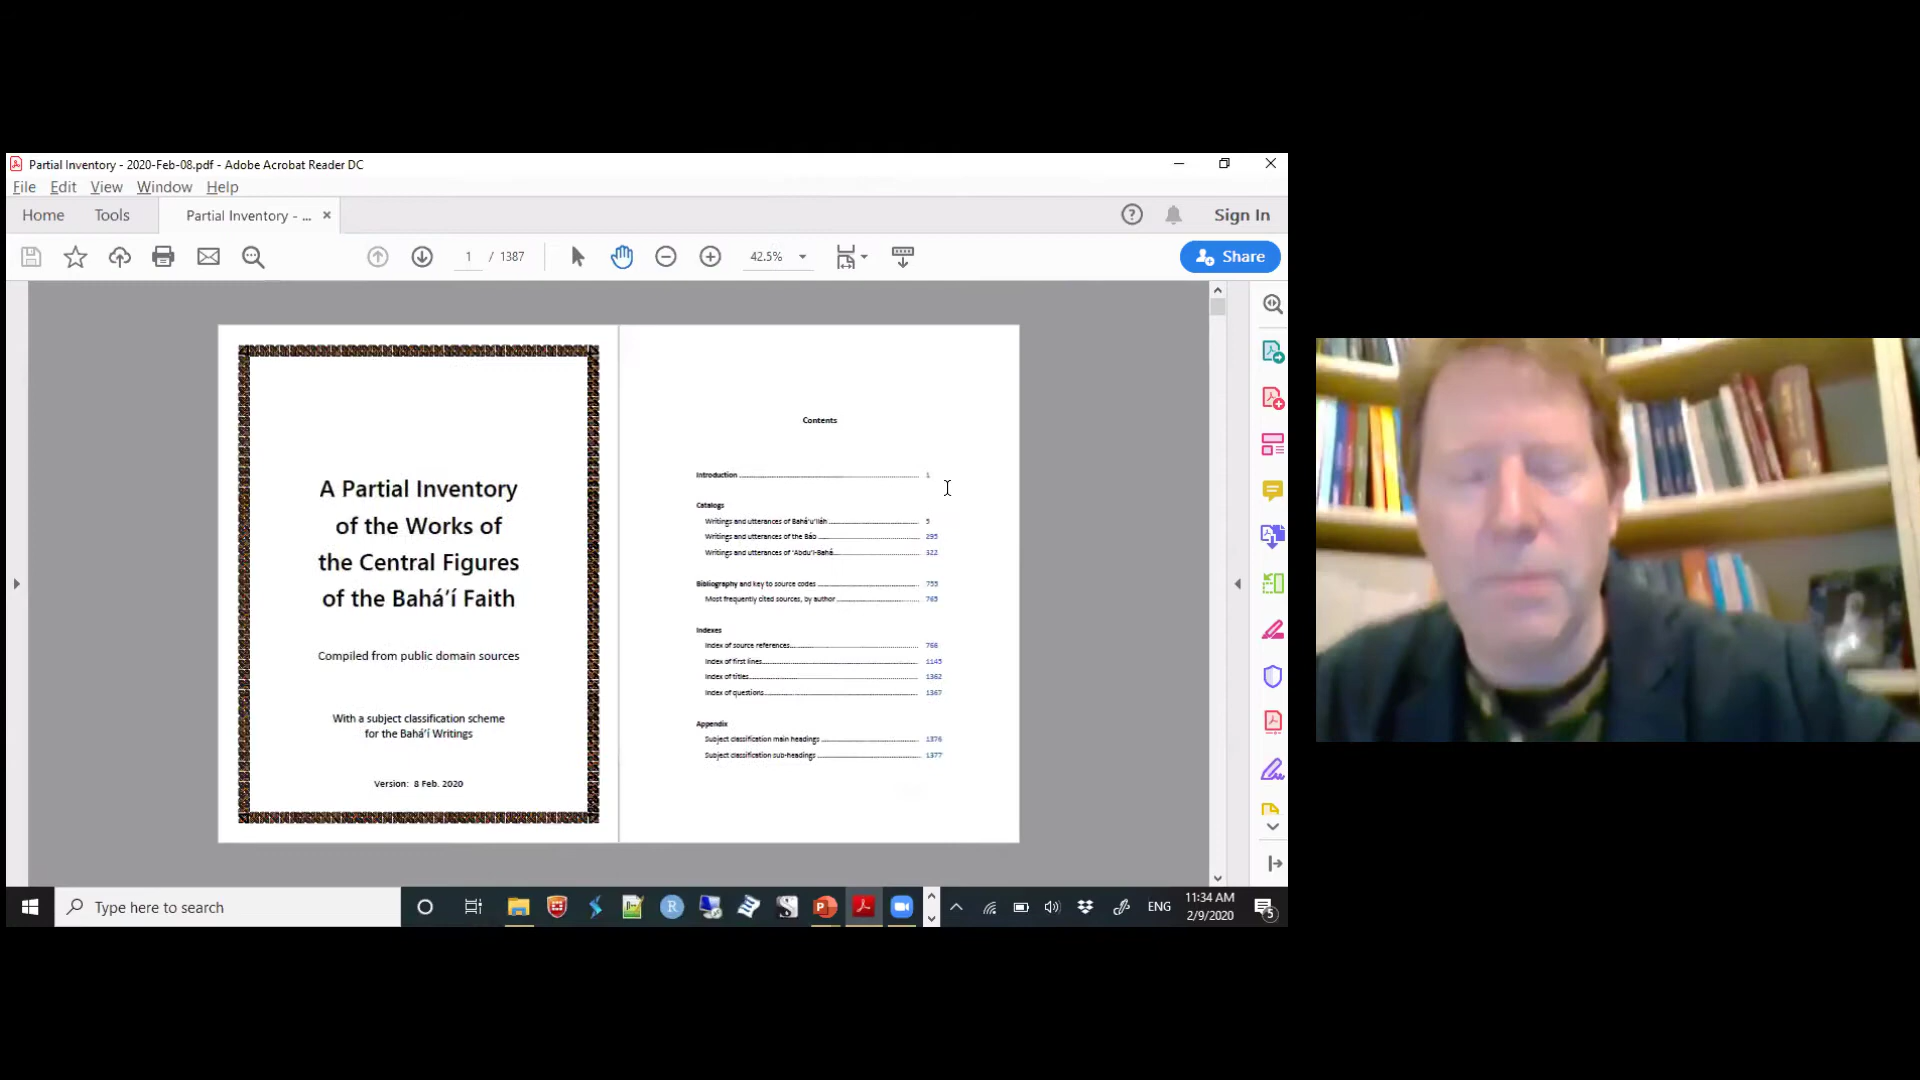 Partial Inventory - 2020-Feb-08.pdf - Adobe Acrobat Reader DC
File Edit View Window Help
Home Tools Partial Inventory - ... × Sign In
1 / 1387 42.5% Share
A Partial Inventory
of the Works of
the Central Figures
of the Bahá’í Faith
Compiled from public domain sources
With a subject classification scheme
for the Bahá’í Writings
Version: 8 Feb. 2020
Contents
Introduction 1
Catalogs
Writings and utterances of Bahá’u’lláh 5
Writings and utterances of the Báb 295
Writings and utterances of ‘Abdu’l-Bahá 322
Bibliography and key to source codes 755
Most frequently cited sources, by author 765
Indexes
Index of source references 766
Index of first lines 1145
Index of titles 1362
Index of questions 1367
Appendix
Subject classification main headings 1376
Subject classification sub-headings 1377
Type here to search ENG 11:34 AM
2/9/2020 5